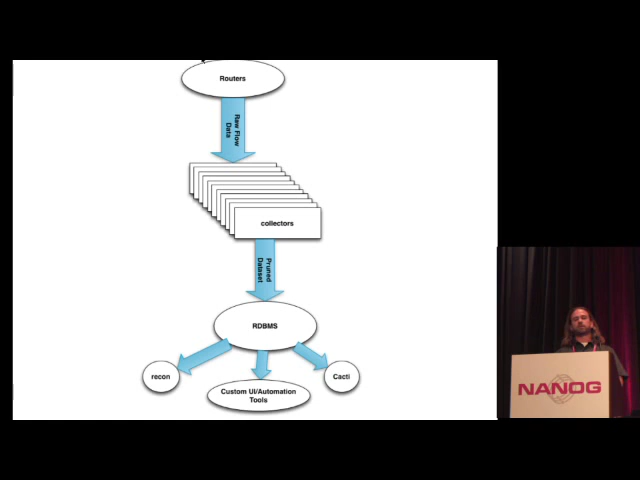 Routers
Raw Flow
Data
collectors
Pruned
Dataset
RDBMS
recon
Cacti
Custom UI/Automation
Tools
NANOG